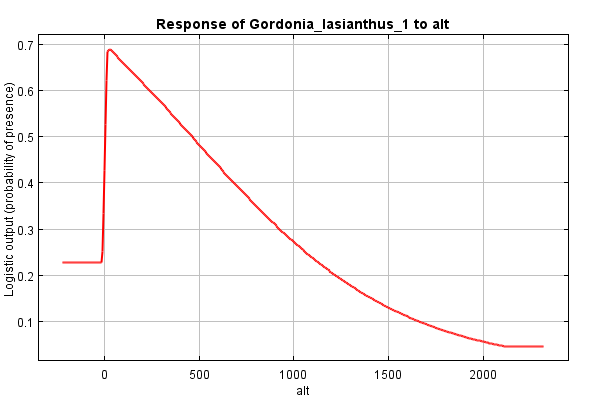 Response of Gordonia_lasianthus_1 to alt
Logistic output (probability of presence)
0.7
0.6
0.5
0.4
0.3
0.2
0.1
0 500 1000 1500 2000
alt